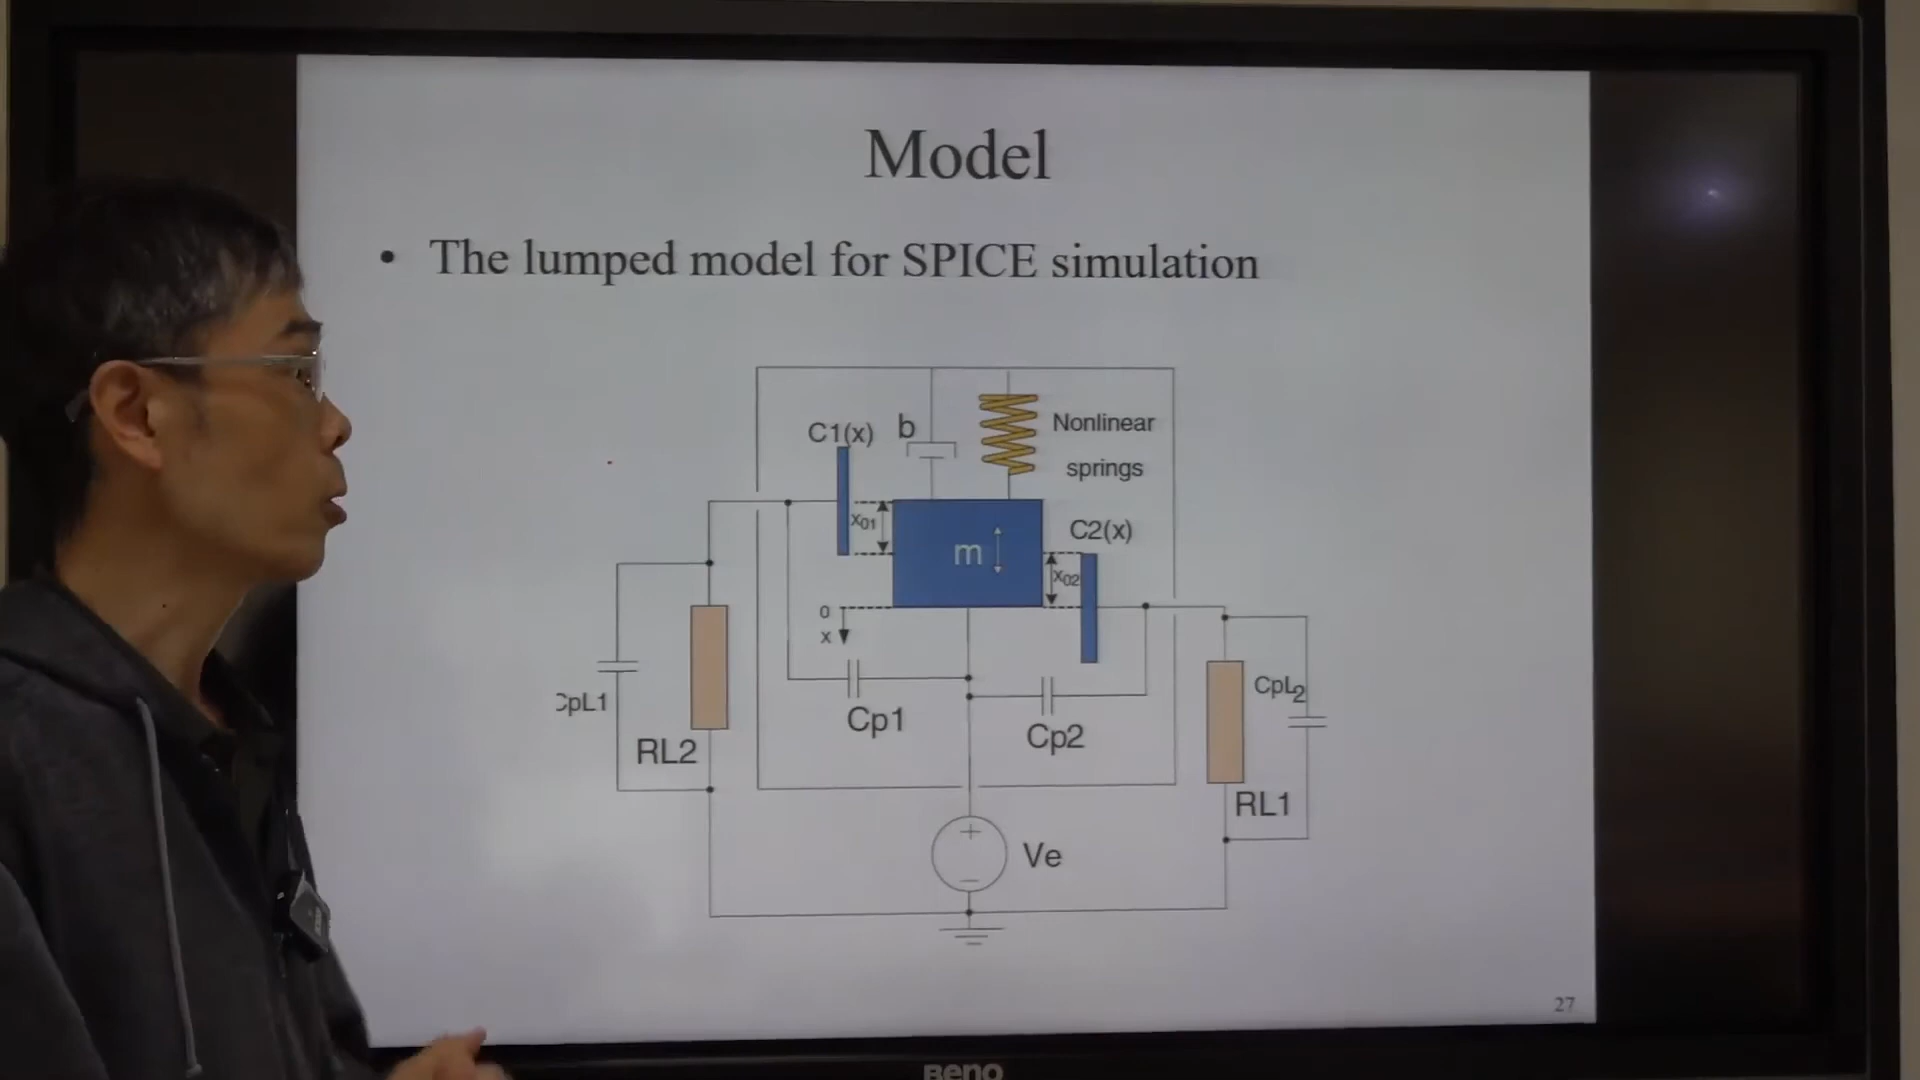 Model
• The lumped model for SPICE simulation
C1(x)
b
Nonlinear
springs
x01
m
C2(x)
x02
0
x
CpL1
RL2
Cp1
Cp2
CpL2
RL1
+
Ve
−
27
BenQ